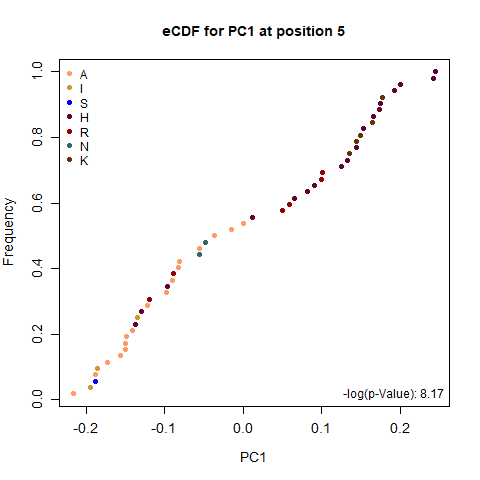 eCDF for PC1 at position 5
A
I
S
H
R
N
K
Frequency
1.0
0.8
0.6
0.4
0.2
0.0
-log(p-Value): 8.17
-0.2
-0.1
0.0
0.1
0.2
PC1